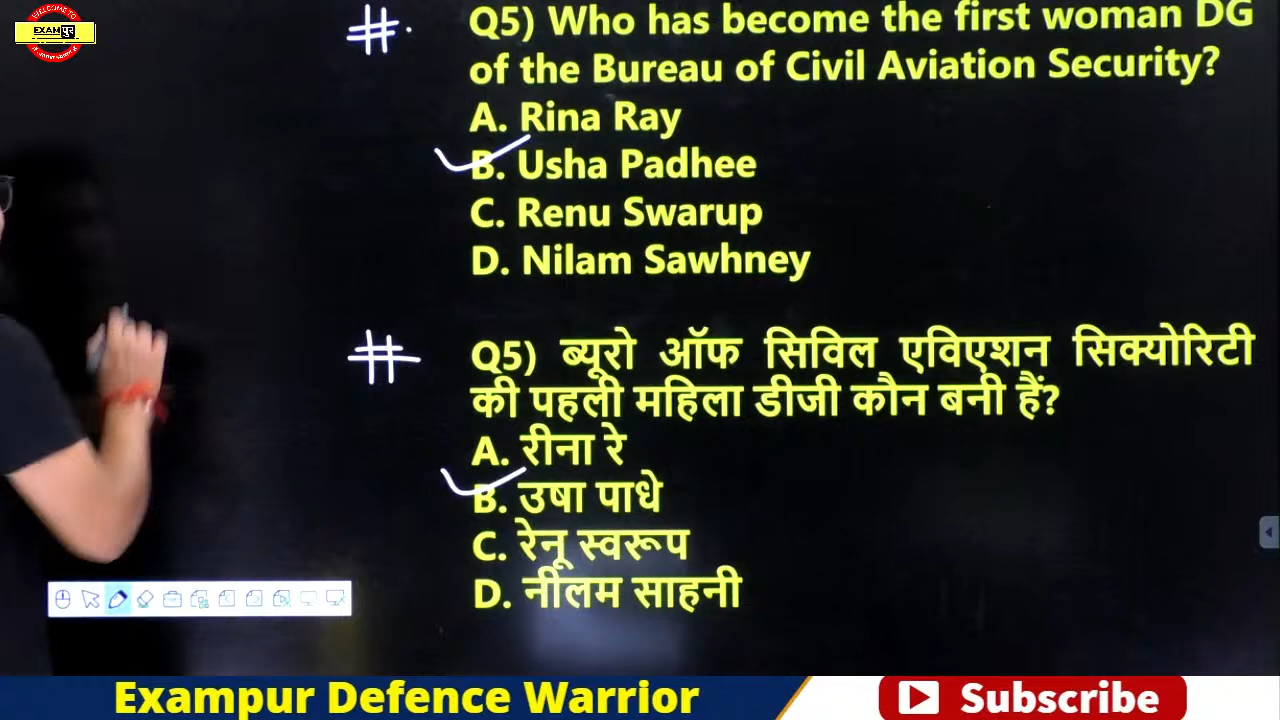 WELCOME TO
EXAM पुर
Q5) Who has become the first woman DG
of the Bureau of Civil Aviation Security?
A. Rina Ray
B. Usha Padhee
C. Renu Swarup
D. Nilam Sawhney
Q5) ब्यूरो ऑफ सिविल एविएशन सिक्योरिटी
की पहली महिला डीजी कौन बनी हैं?
A. रीना रे
B. उषा पाधे
C. रेनू स्वरूप
D. नीलम साहनी
Exampur Defence Warrior
Subscribe